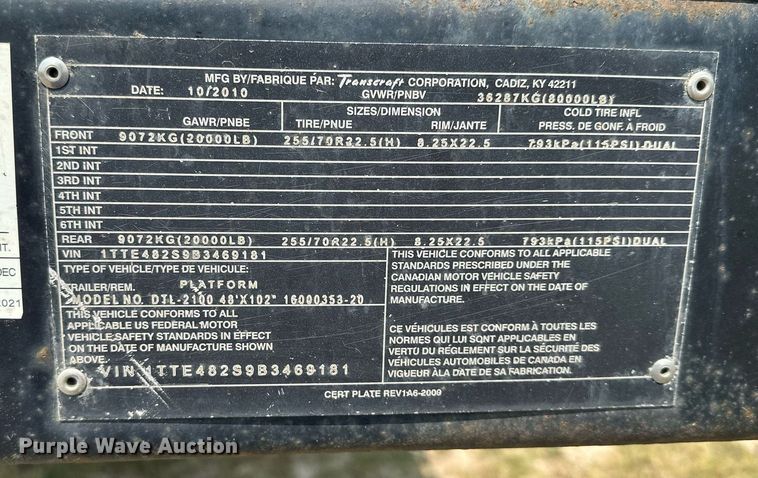 MFG BY/FABRIQUE PAR: Transcraft CORPORATION, CADIZ, KY 42211
DATE: 10/2010 GVWR/PNBV 36287KG(80000LB)
SIZES/DIMENSION COLD TIRE INFL
GAWR/PNBE TIRE/PNUE RIM/JANTE PRESS. DE GONF. À FROID
FRONT 9072KG(20000LB) 255/70R22.5(H) 8.25X22.5 793kPa(115PSI)DUAL
1ST INT
2ND INT
3RD INT
4TH INT
5TH INT
6TH INT
REAR 9072KG(20000LB) 255/70R22.5(H) 8.25X22.5 793kPa(115PSI)DUAL
VIN 1TTE482S9B3469181
TYPE OF VEHICLE/TYPE DE VEHICULE:
TRAILER/REM. PLATFORM
MODEL NO. DTL-2100 48'X102" 16000353-20
THIS VEHICLE CONFORMS TO ALL
APPLICABLE US FEDERAL MOTOR
VEHICLE SAFETY STANDARDS IN EFFECT
ON THE DATE OF MANUFACTURE SHOWN
ABOVE.
VIN 1TTE482S9B3469181
THIS VEHICLE CONFORMS TO ALL APPLICABLE
STANDARDS PRESCRIBED UNDER THE
CANADIAN MOTOR VEHICLE SAFETY
REGULATIONS IN EFFECT ON THE DATE OF
MANUFACTURE.
CE VÉHICULES EST CONFORM À TOUTES LES
NORMES QUI LUI SONT APPLICABLES EN
VERTU DU RÈGLEMENT SUR LA SÉCURITÉ DES
VÉHICULES AUTOMOBILES DE CANADA EN
VIGUEUR À LA DATE DE SA FABRICATION.
CERT PLATE REV1A6-2009
NT.
DEC
2021
Purple Wave Auction